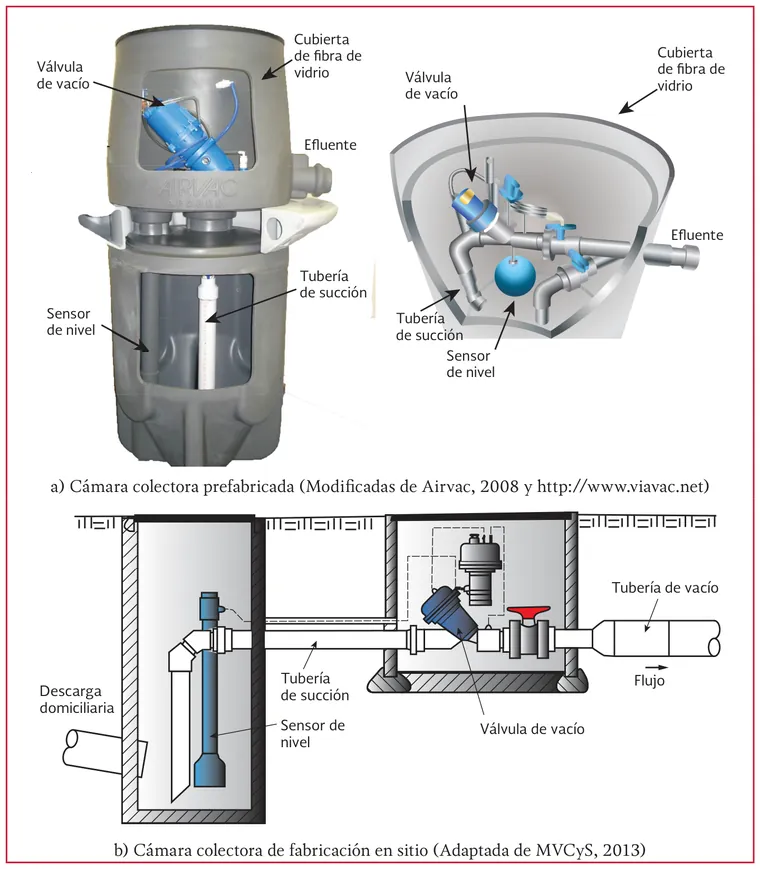 Válvula
de vacío
Cubierta
de fibra de
vidrio
Efluente
AIRVAC
Tubería
de succión
Sensor
de nivel
Válvula
de vacío
Cubierta
de fibra de
vidrio
Efluente
Tubería
de succión
Sensor
de nivel
a) Cámara colectora prefabricada (Modificadas de Airvac, 2008 y http://www.viavac.net)
Tubería de vacío
Flujo
Tubería
de succión
Descarga
domiciliaria
Sensor de
nivel
Válvula de vacío
b) Cámara colectora de fabricación en sitio (Adaptada de MVCyS, 2013)